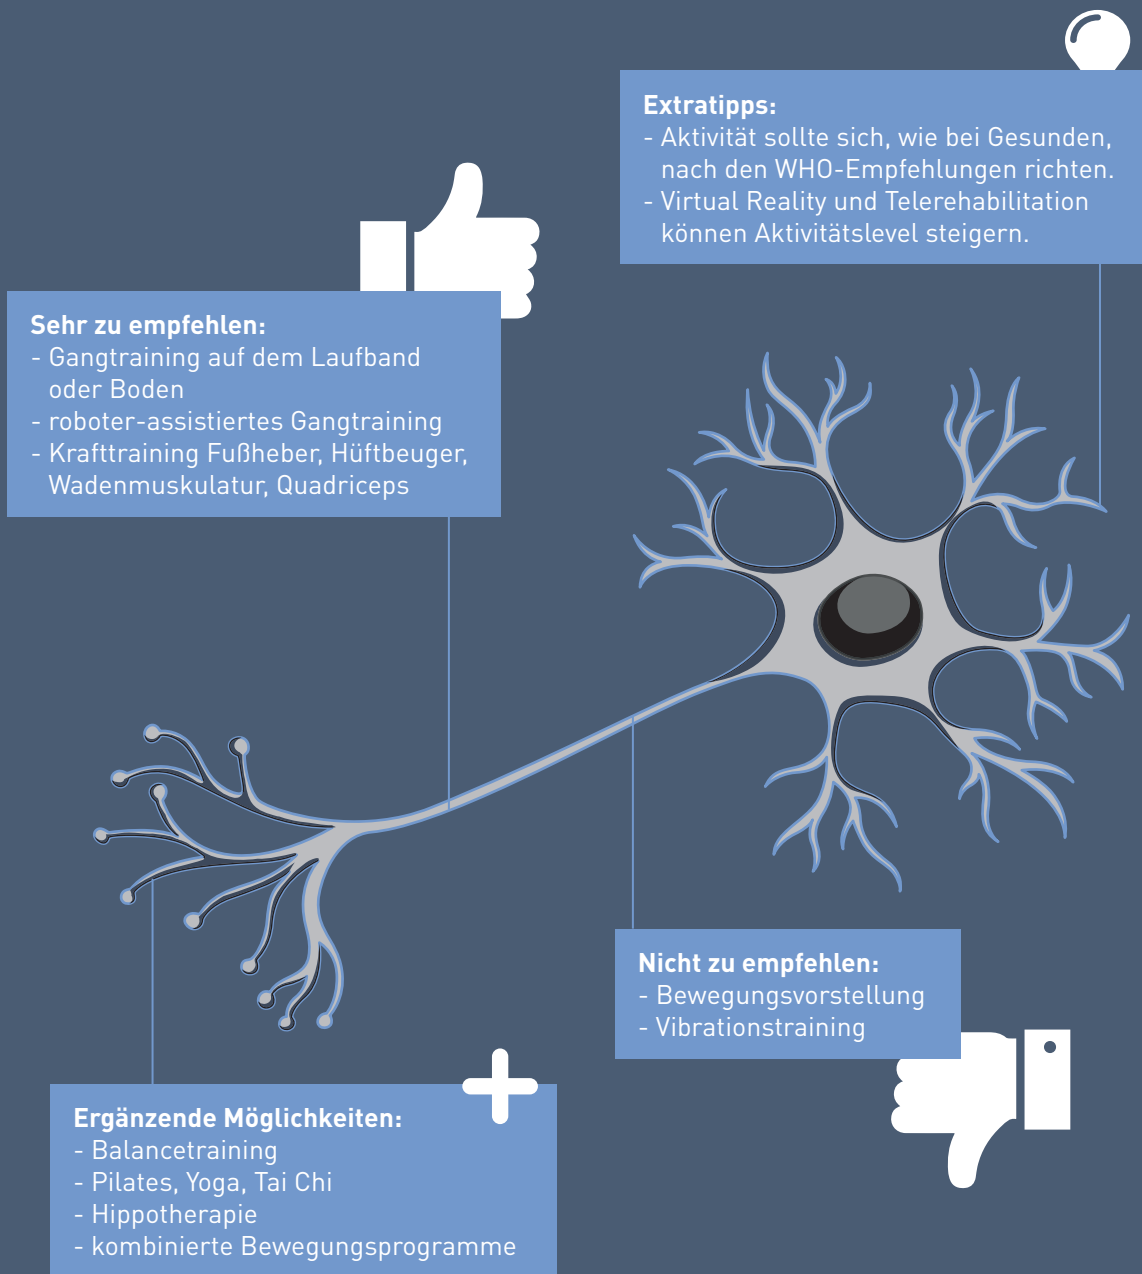 Extratipps:
- Aktivität sollte sich, wie bei Gesunden,
nach den WHO-Empfehlungen richten.
- Virtual Reality und Telerehabilitation
können Aktivitätslevel steigern.
Sehr zu empfehlen:
- Gangtraining auf dem Laufband
oder Boden
- roboter-assistiertes Gangtraining
- Krafttraining Fußheber, Hüftbeuger,
Wadenmuskulatur, Quadriceps
Nicht zu empfehlen:
- Bewegungsvorstellung
- Vibrationstraining
Ergänzende Möglichkeiten:
- Balancetraining
- Pilates, Yoga, Tai Chi
- Hippotherapie
- kombinierte Bewegungsprogramme